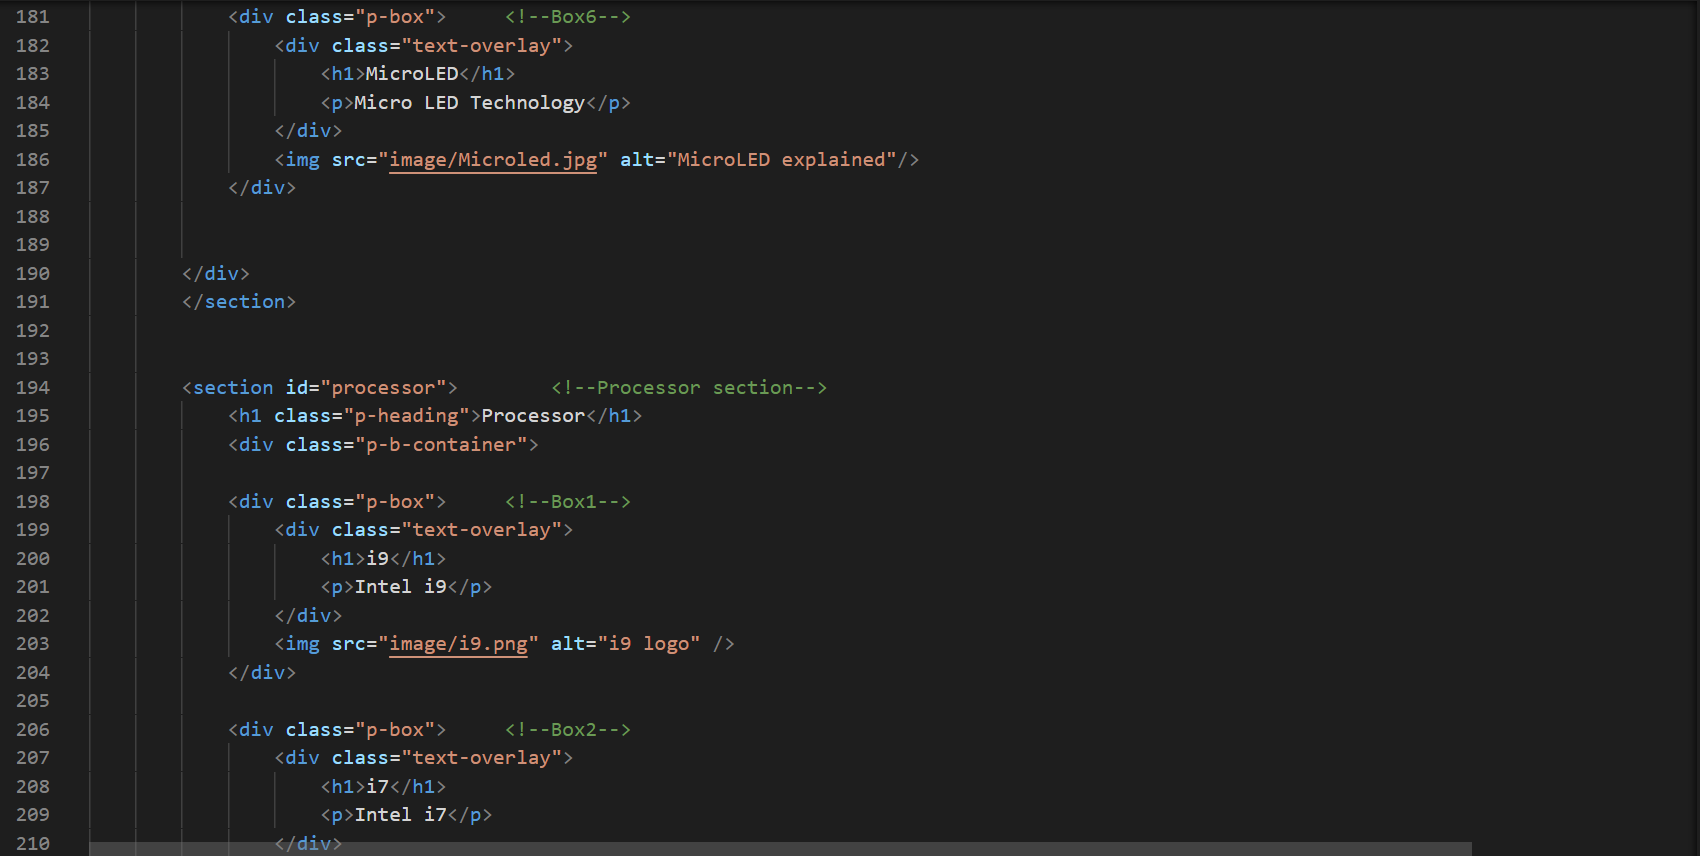 181 <div class="p-box"> <!--Box6-->
182 <div class="text-overlay">
183 <h1>MicroLED</h1>
184 <p>Micro LED Technology</p>
185 </div>
186 <img src="image/Microled.jpg" alt="MicroLED explained"/>
187 </div>
188
189
190 </div>
191 </section>
192
193
194 <section id="processor"> <!--Processor section-->
195 <h1 class="p-heading">Processor</h1>
196 <div class="p-b-container">
197
198 <div class="p-box"> <!--Box1-->
199 <div class="text-overlay">
200 <h1>i9</h1>
201 <p>Intel i9</p>
202 </div>
203 <img src="image/i9.png" alt="i9 logo" />
204 </div>
205
206 <div class="p-box"> <!--Box2-->
207 <div class="text-overlay">
208 <h1>i7</h1>
209 <p>Intel i7</p>
210 </div>